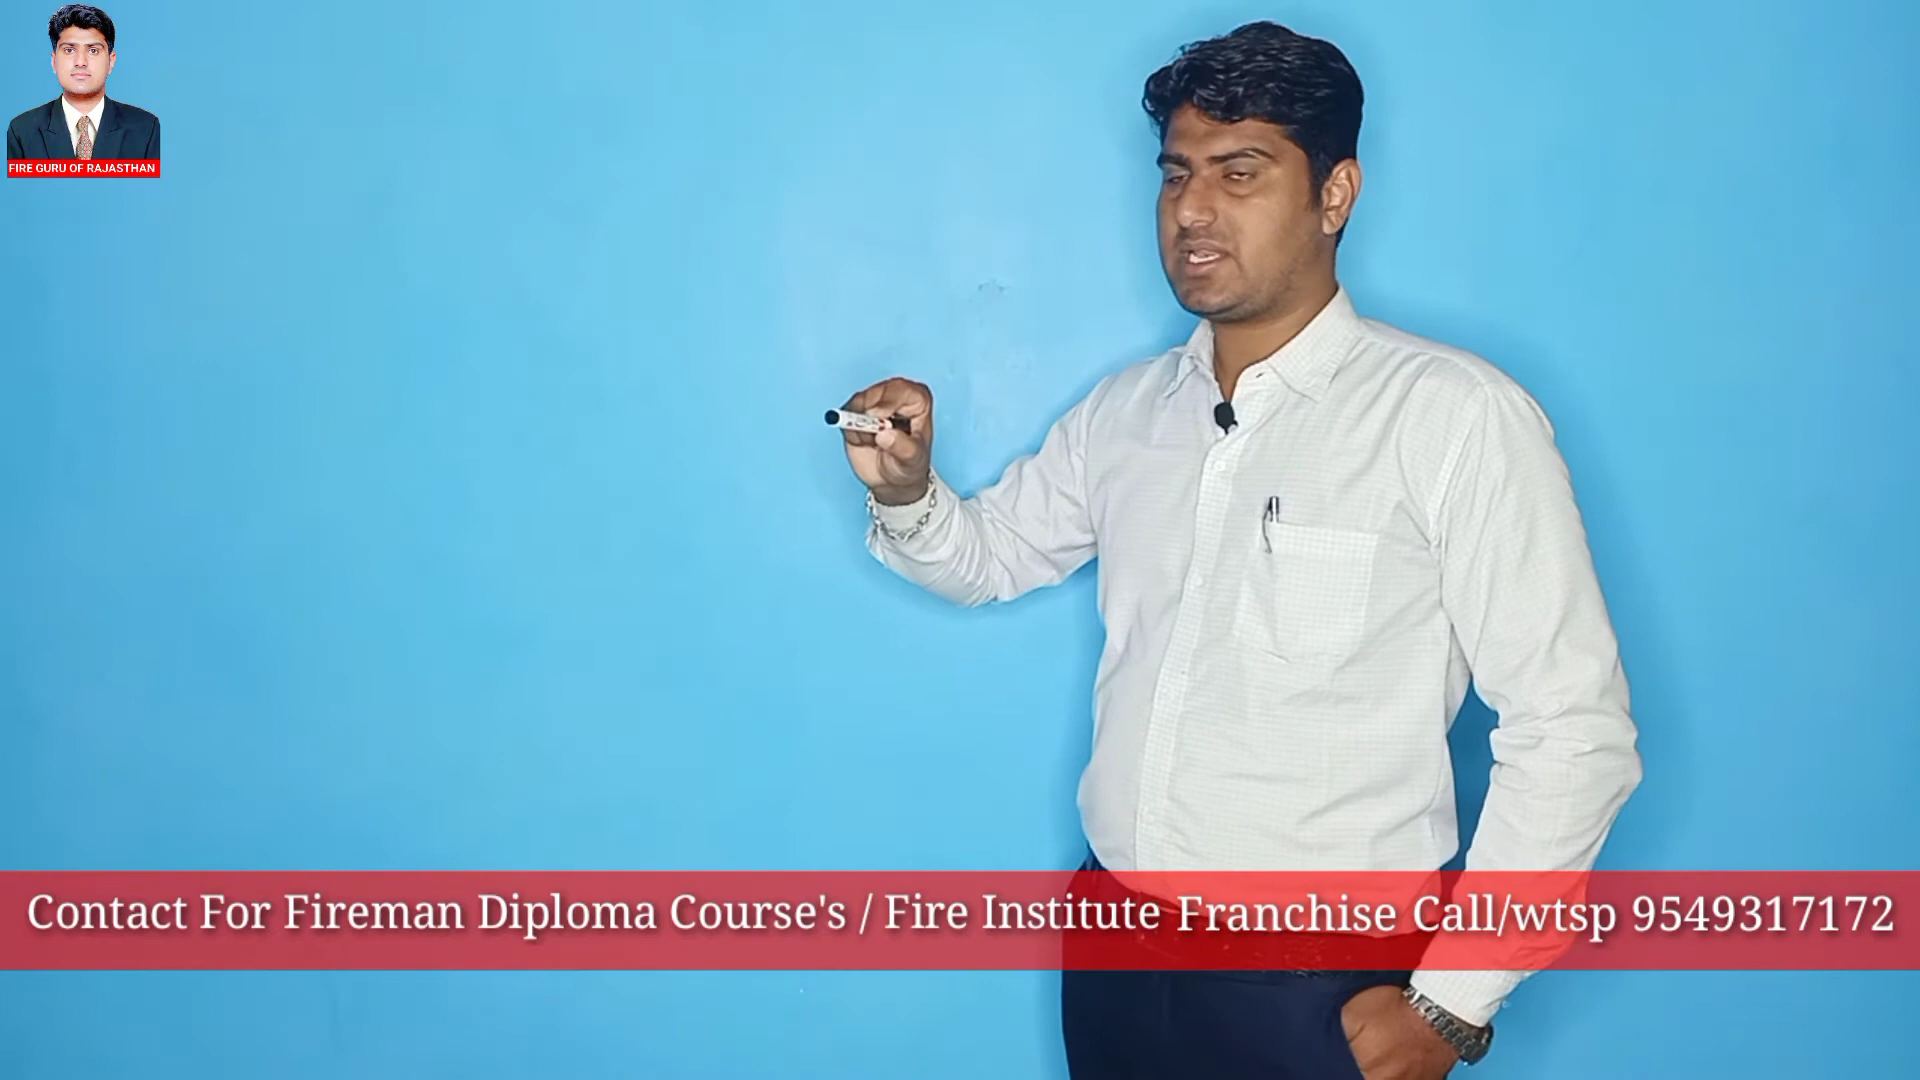 FIRE GURU OF RAJASTHAN
Contact For Fireman Diploma Course's / Fire Institute Franchise Call/wtsp 9549317172